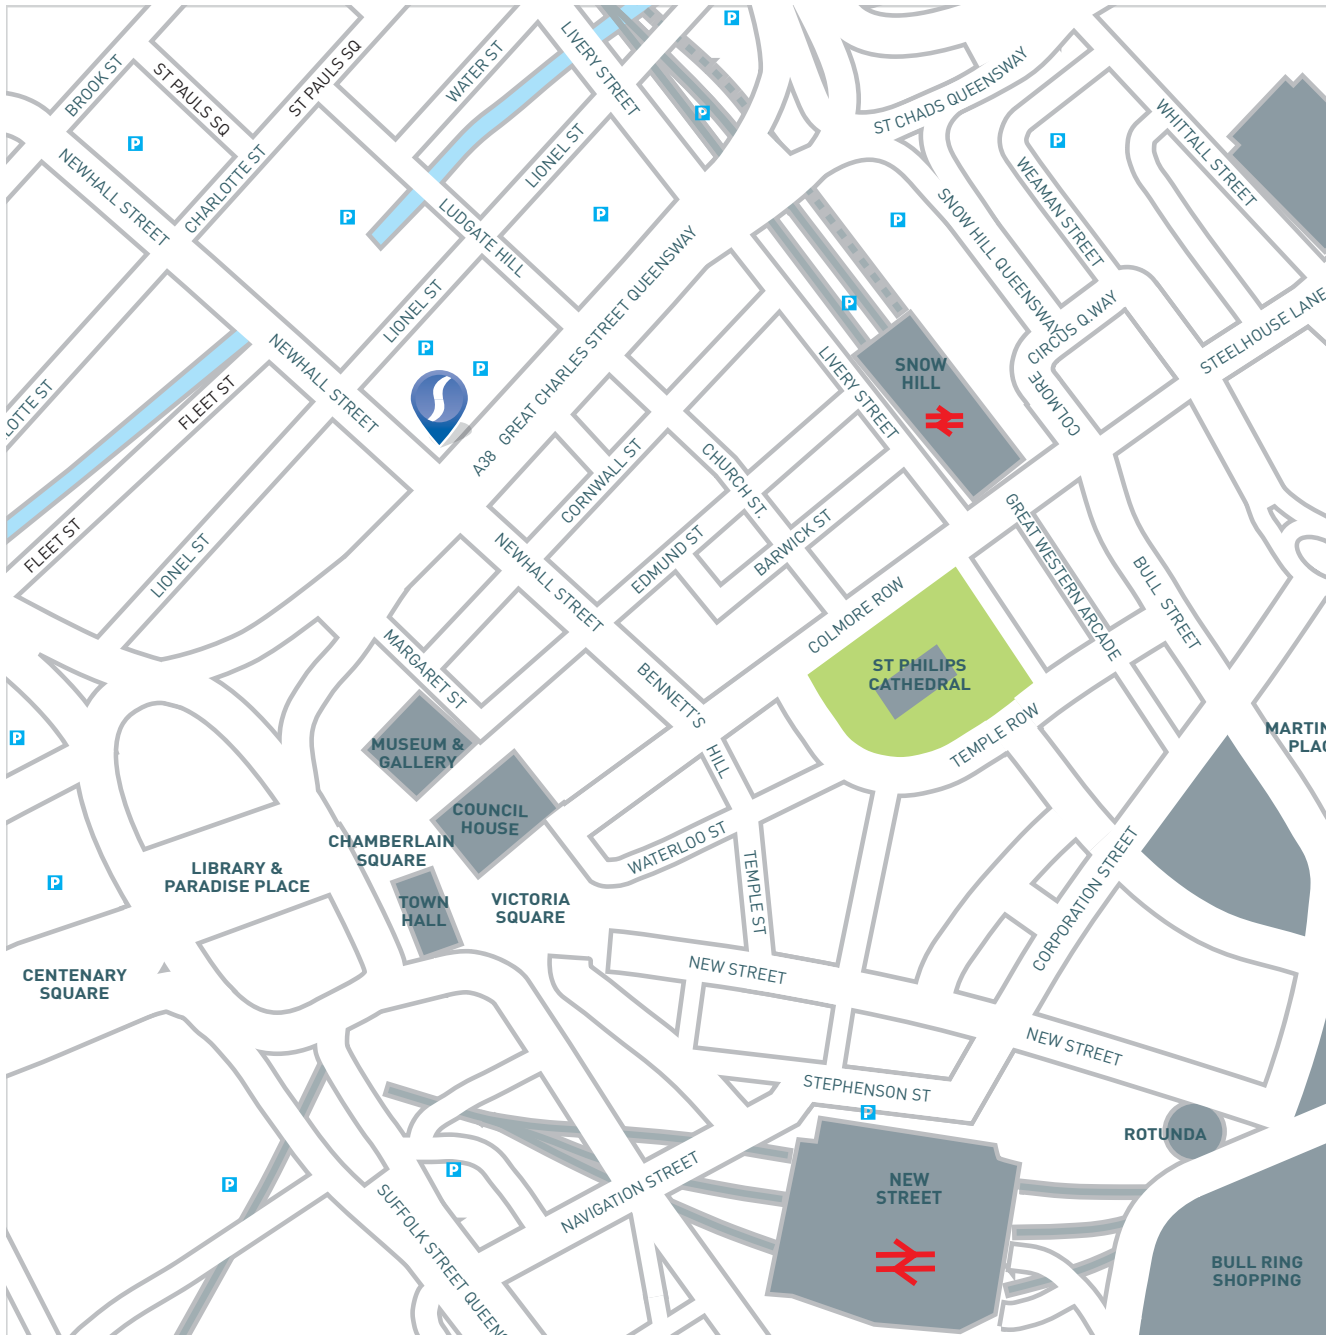 P
LIVERY STREET
WATER ST
ST PAULS SQ
BROOK ST
ST PAULS SQ
P
ST CHADS QUEENSWAY
WHITTALL STREET
P
P
LIONEL ST
NEWHALL STREET
CHARLOTTE ST
WEAMAN STREET
P
P
P
LUDGATE HILL
SNOW HILL QUEENSWAY
A38
GREAT CHARLES STREET QUEENSWAY
LIONEL ST
P
CIRCUS Q.WAY
STEELHOUSE LANE
NEWHALL STREET
P
P
LIVERY STREET
SNOW
HILL
COLMORE
FLEET ST
LOTTE ST
CORNWALL ST
CHURCH ST.
FLEET ST
LIONEL ST
NEWHALL STREET
EDMUND ST
BARWICK ST
GREAT WESTERN ARCADE
BULL STREET
COLMORE ROW
MARGARET ST
BENNETT'S HILL
ST PHILIPS
CATHEDRAL
TEMPLE ROW
P
MUSEUM &
GALLERY
MARTIN
PLAC
COUNCIL
HOUSE
CHAMBERLAIN
SQUARE
WATERLOO ST
LIBRARY &
PARADISE PLACE
P
TOWN
HALL
VICTORIA
SQUARE
TEMPLE ST
CORPORATION STREET
CENTENARY
SQUARE
NEW STREET
NEW STREET
STEPHENSON ST
P
ROTUNDA
P
P
NAVIGATION STREET
NEW
STREET
SUFFOLK STREET QUEENS
BULL RING
SHOPPING